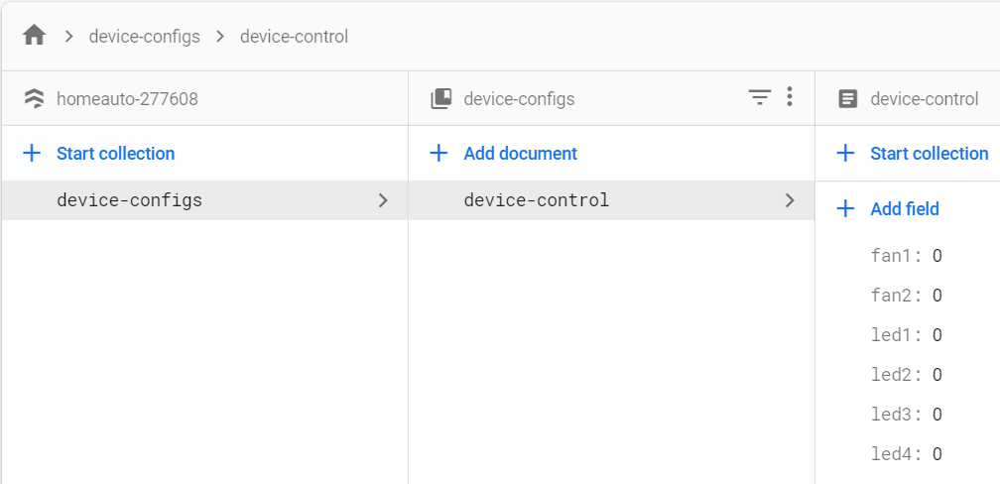 device-configs > device-control
homeauto-277608
Start collection
device-configs
device-configs
Add document
device-control
device-control
Start collection
Add field
fan1: 0
fan2: 0
led1: 0
led2: 0
led3: 0
led4: 0